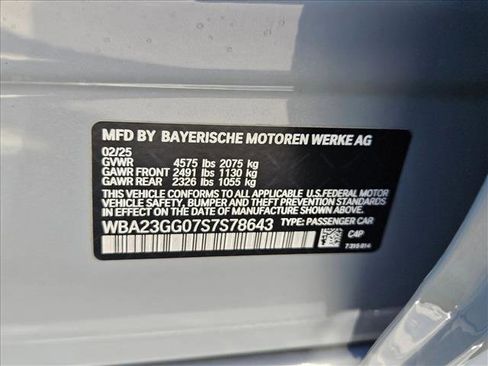 MFD BY BAYERISCHE MOTOREN WERKE AG
02/25
GVWR 4575 lbs 2075 kg
GAWR FRONT 2491 lbs 1130 kg
GAWR REAR 2326 lbs 1055 kg
THIS VEHICLE CONFORMS TO ALL APPLICABLE U.S.FEDERAL MOTOR
VEHICLE SAFETY, BUMPER, AND THEFT PREVENTION STANDARDS
IN EFFECT ON THE DATE OF MANUFACTURE SHOWN ABOVE.
WBA23GG07S7S78643 TYPE: PASSENGER CAR
C4P